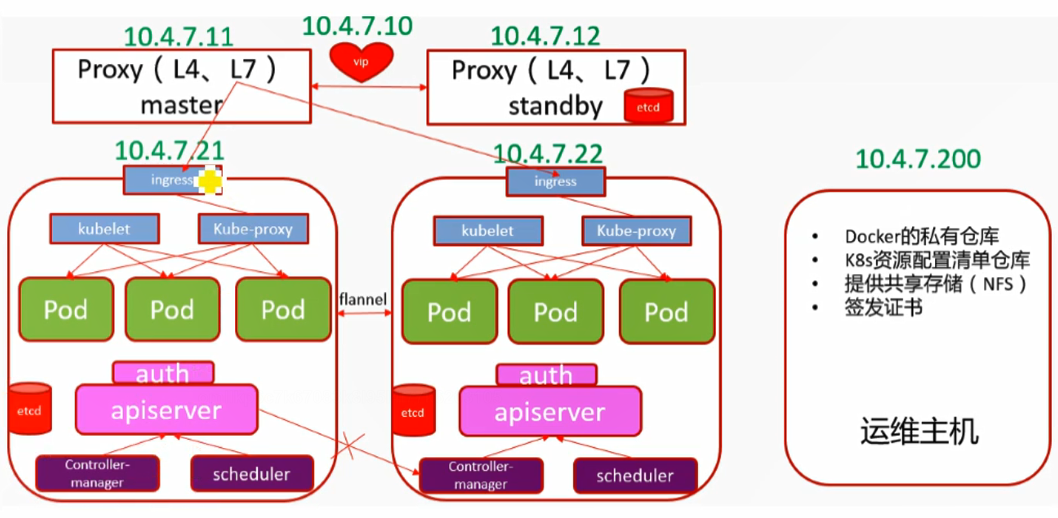 10.4.7.10
10.4.7.11
10.4.7.12
vip
Proxy（L4、L7）
master
Proxy（L4、L7）
standby
etcd
10.4.7.21
10.4.7.22
10.4.7.200
ingress
ingress
kubelet
Kube-proxy
kubelet
Kube-proxy
Pod
Pod
Pod
flannel
Pod
Pod
Pod
auth
apiserver
etcd
auth
apiserver
etcd
Controller-
manager
scheduler
Controller-
manager
scheduler
• Docker的私有仓库
• K8s资源配置清单仓库
• 提供共享存储（NFS）
• 签发证书
运维主机